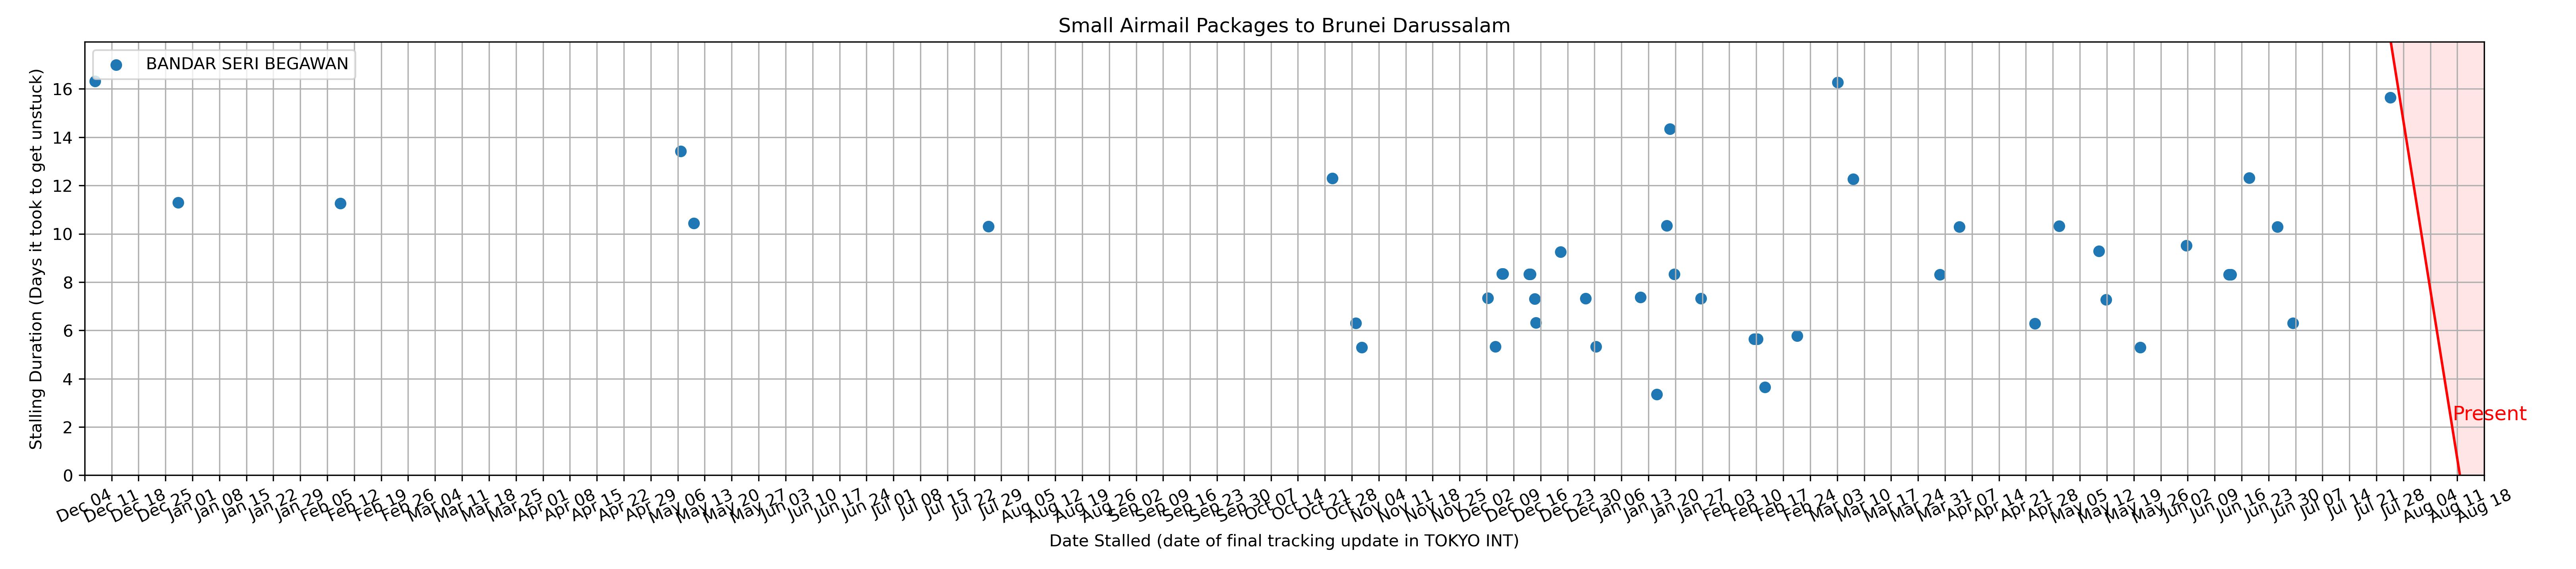 Small Airmail Packages to Brunei Darussalam
BANDAR SERI BEGAWAN
Stalling Duration (Days it took to get unstuck)
16
14
12
10
8
6
4
2
0
Present
Dec 04
Dec 11
Dec 18
Dec 25
Jan 01
Jan 08
Jan 15
Jan 22
Jan 29
Feb 05
Feb 12
Feb 19
Feb 26
Mar 04
Mar 11
Mar 18
Mar 25
Apr 01
Apr 08
Apr 15
Apr 22
Apr 29
May 06
May 13
May 20
May 27
Jun 03
Jun 10
Jun 17
Jun 24
Jul 01
Jul 08
Jul 15
Jul 22
Jul 29
Aug 05
Aug 12
Aug 19
Aug 26
Sep 02
Sep 09
Sep 16
Sep 23
Sep 30
Oct 07
Oct 14
Oct 21
Oct 28
Nov 04
Nov 11
Nov 18
Nov 25
Dec 02
Dec 09
Dec 16
Dec 23
Dec 30
Jan 06
Jan 13
Jan 20
Jan 27
Feb 03
Feb 10
Feb 17
Feb 24
Mar 03
Mar 10
Mar 17
Mar 24
Mar 31
Apr 07
Apr 14
Apr 21
Apr 28
May 05
May 12
May 19
May 26
Jun 02
Jun 09
Jun 16
Jun 23
Jun 30
Jul 07
Jul 14
Jul 21
Jul 28
Aug 04
Aug 11
Aug 18
Date Stalled (date of final tracking update in TOKYO INT)